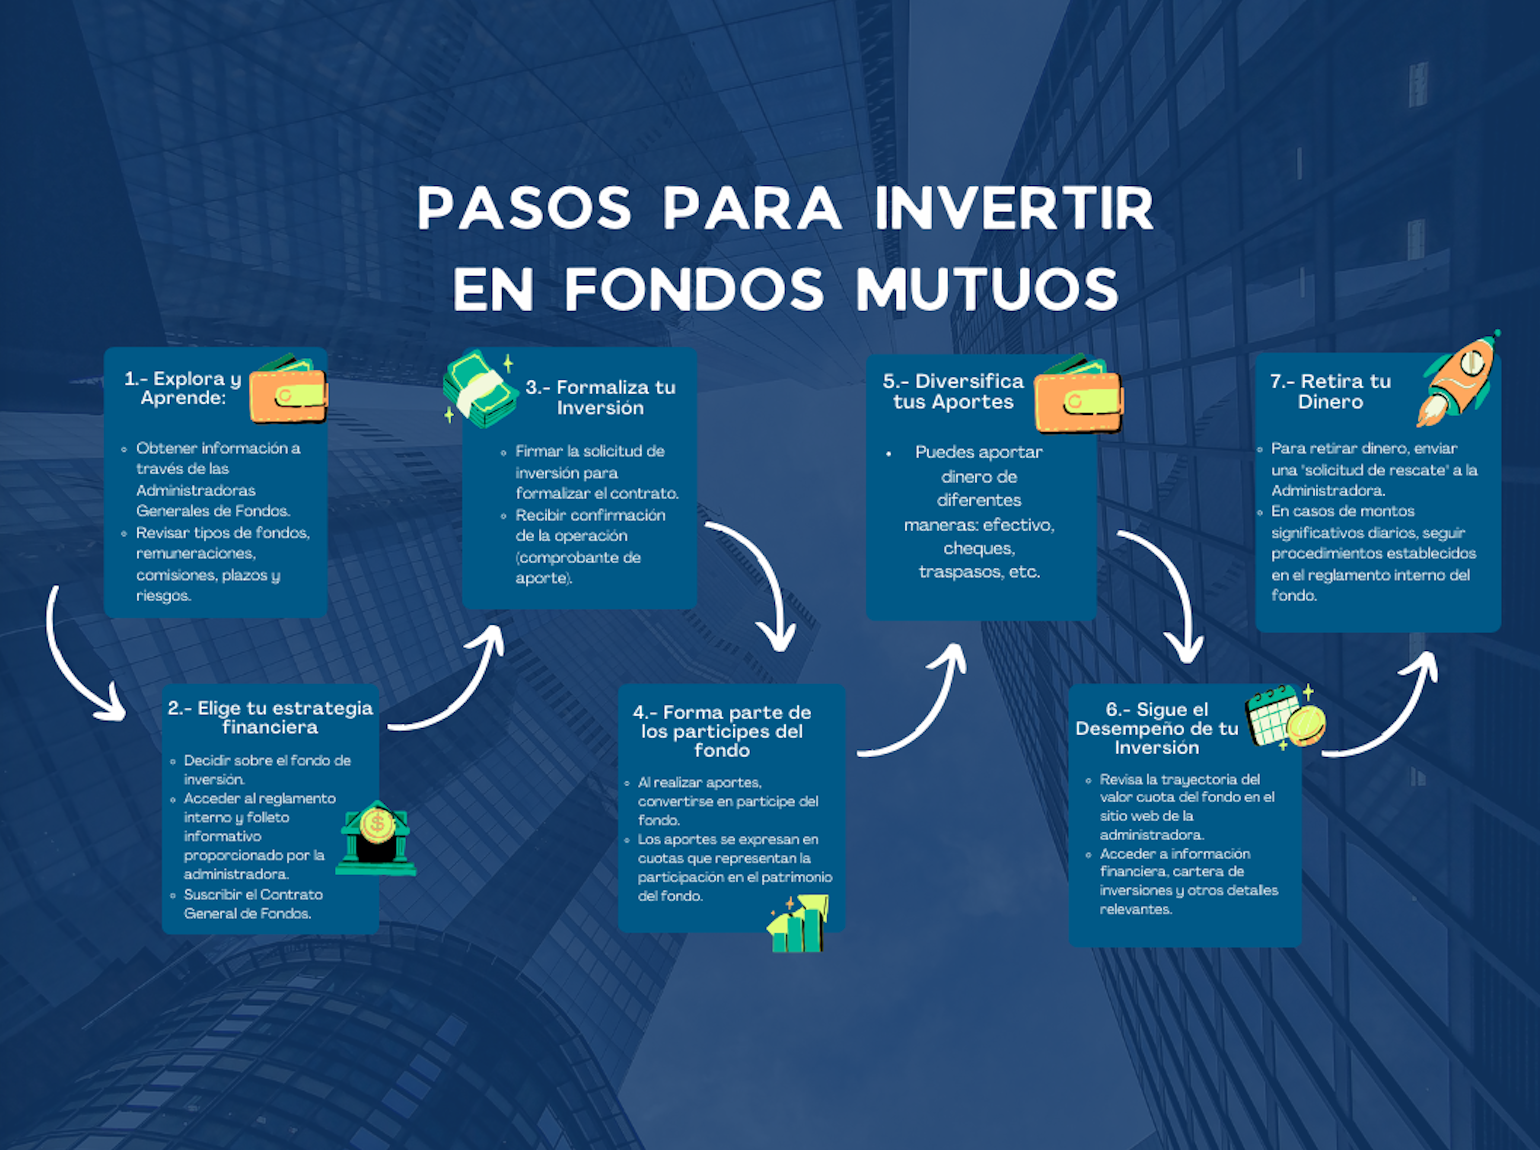 PASOS PARA INVERTIR
EN FONDOS MUTUOS
1.- Explora y
Aprende:
Obtener información a
través de las
Administradoras
Generales de Fondos.
Revisar tipos de fondos,
remuneraciones,
comisiones, plazos y
riesgos.
2.- Elige tu estrategia
financiera
Decidir sobre el fondo de
inversión.
Acceder al reglamento
interno y folleto
informativo
proporcionado por la
administradora.
Suscribir el Contrato
General de Fondos.
3.- Formaliza tu
Inversión
Firmar la solicitud de
inversión para
formalizar el contrato.
Recibir confirmación
de la operación
(comprobante de
aporte).
4.- Forma parte de
los participes del
fondo
Al realizar aportes,
convertirse en partícipe del
fondo.
Los aportes se expresan en
cuotas que representan la
participación en el patrimonio
del fondo.
5.- Diversifica
tus Aportes
Puedes aportar
dinero de
diferentes
maneras: efectivo,
cheques,
traspasos, etc.
6.- Sigue el
Desempeño de tu
Inversión
Revisa la trayectoria del
valor cuota del fondo en el
sitio web de la
administradora.
Acceder a información
financiera, cartera de
inversiones y otros detalles
relevantes.
7.- Retira tu
Dinero
Para retirar dinero, enviar
una "solicitud de rescate" a la
Administradora.
En casos de montos
significativos diarios, seguir
procedimientos establecidos
en el reglamento interno del
fondo.